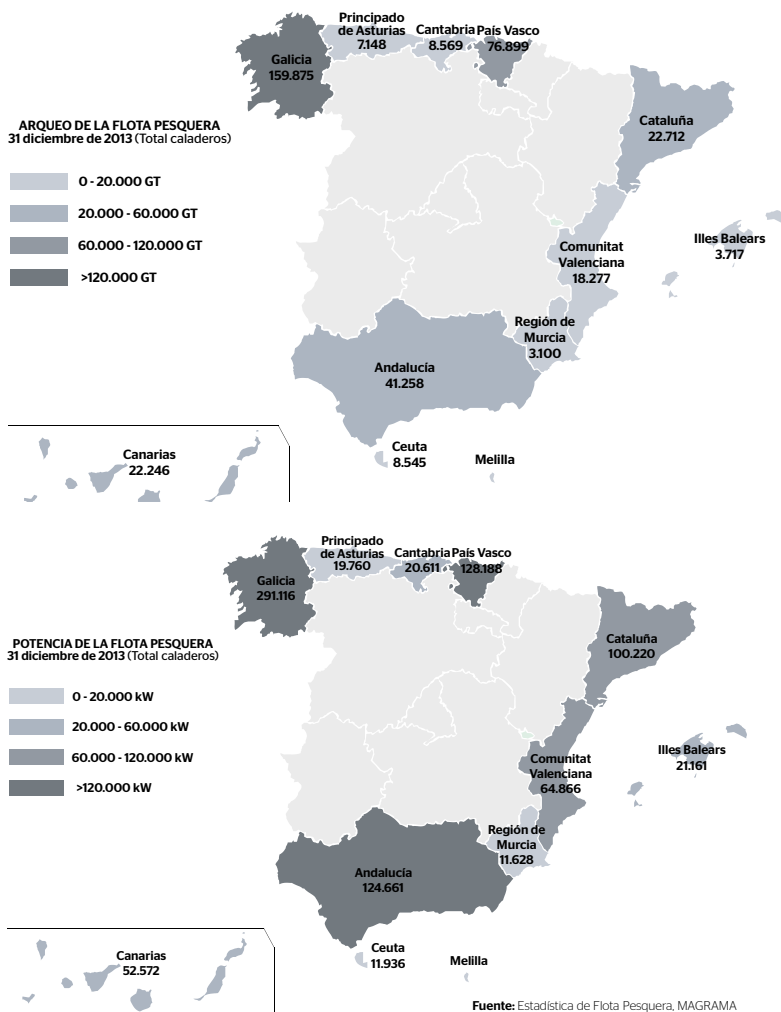 Principado
de Asturias
7.148
Cantabria
8.569
País Vasco
76.899
Galicia
159.875
ARQUEO DE LA FLOTA PESQUERA
31 diciembre de 2013 (Total caladeros)
0 - 20.000 GT
20.000 - 60.000 GT
60.000 - 120.000 GT
>120.000 GT
Cataluña
22.712
Illes Balears
3.717
Comunitat
Valenciana
18.277
Región de
Murcia
3.100
Andalucía
41.258
Canarias
22.246
Ceuta
8.545
Melilla
Principado
de Asturias
19.760
Cantabria
20.611
País Vasco
128.188
Galicia
291.116
POTENCIA DE LA FLOTA PESQUERA
31 diciembre de 2013 (Total caladeros)
0 - 20.000 kW
20.000 - 60.000 kW
60.000 - 120.000 kW
>120.000 kW
Cataluña
100.220
Illes Balears
21.161
Comunitat
Valenciana
64.866
Región de
Murcia
11.628
Andalucía
124.661
Canarias
52.572
Ceuta
11.936
Melilla
Fuente: Estadística de Flota Pesquera, MAGRAMA